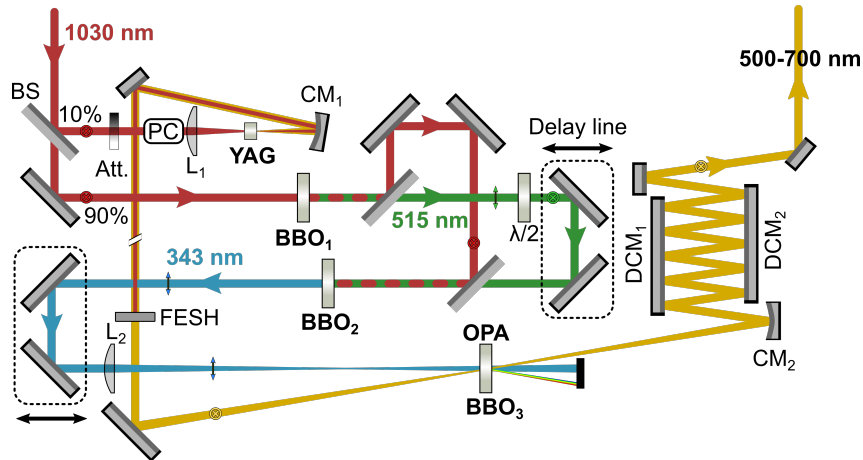 1030 nm
500-700 nm
BS
10%
CM₁
PC
Att.
L₁
YAG
Delay line
90%
515 nm
λ/2
BBO₁
DCM₁
DCM₂
343 nm
BBO₂
FESH
L₂
OPA
CM₂
BBO₃